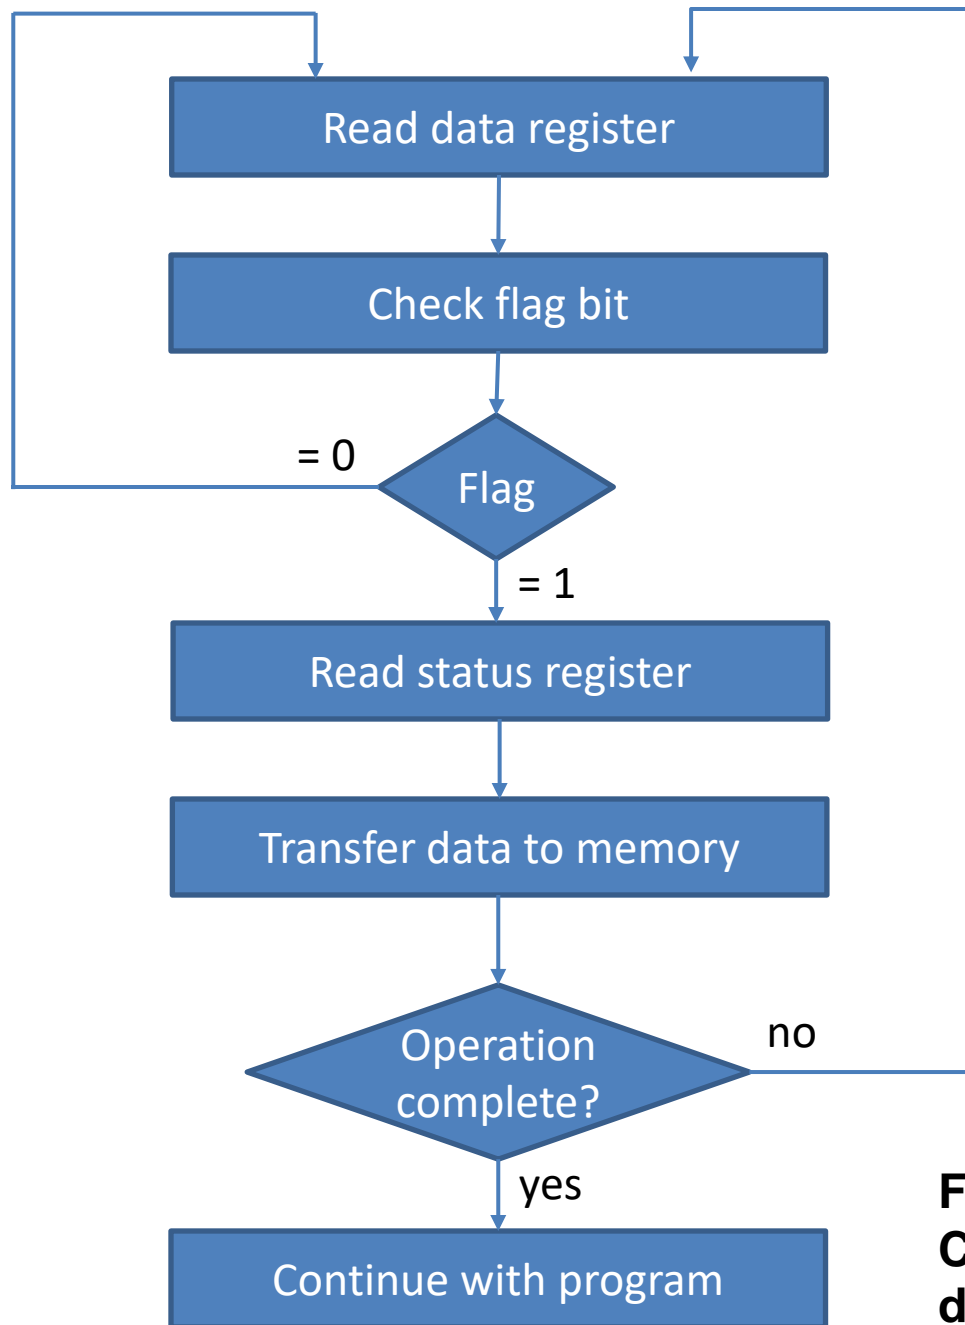 Read data register
Check flag bit
= 0
Flag
= 1
Read status register
Transfer data to memory
Operation
complete?
no
yes
Continue with program